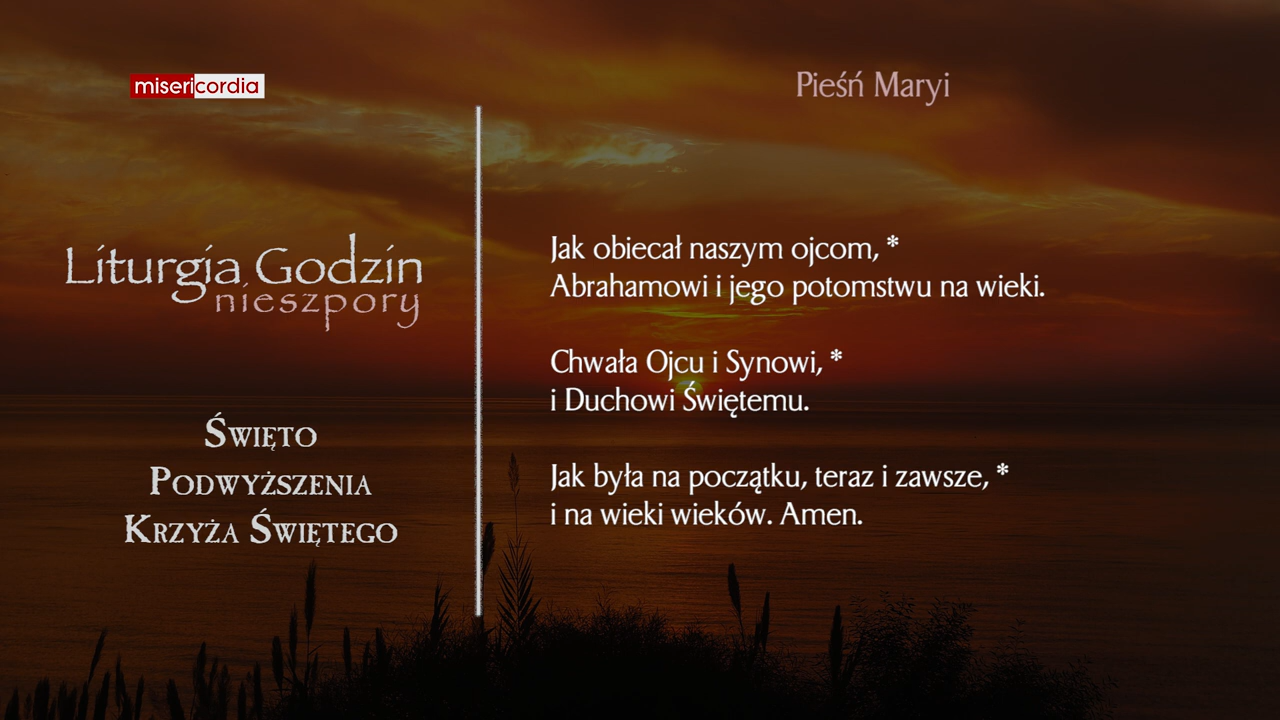 misericordia
Liturgia Godzin
nieszpory
Święto
Podwyższenia
Krzyża Świętego
Pieśń Maryi
Jak obiecał naszym ojcom, *
Abrahamowi i jego potomstwu na wieki.
Chwała Ojcu i Synowi, *
i Duchowi Świętemu.
Jak była na początku, teraz i zawsze, *
i na wieki wieków. Amen.